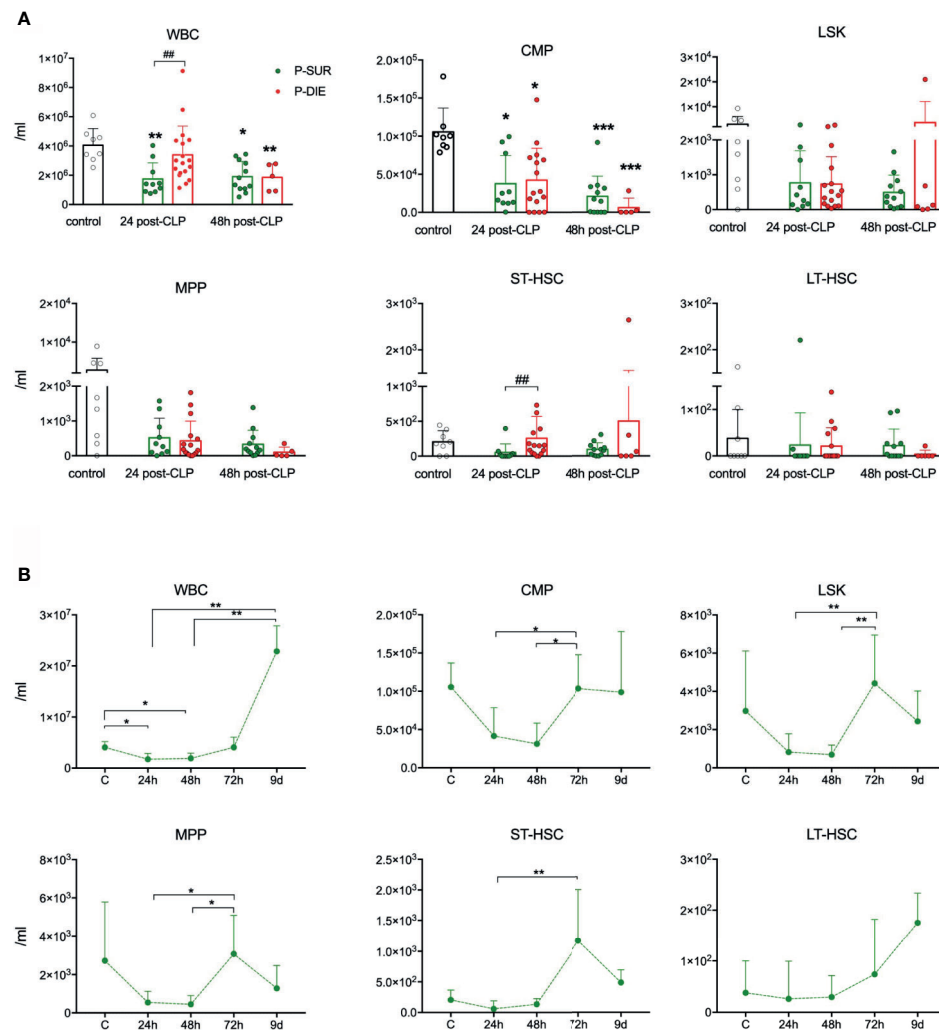 A
WBC
/ml
1×10⁷
8×10⁶
6×10⁶
4×10⁶
2×10⁶
0
##
**
*
**
P-SUR
P-DIE
control 24 post-CLP 48h post-CLP
CMP
2.0×10⁵
1.5×10⁵
1.0×10⁵
5.0×10⁴
0.0
*
*
***
***
control 24 post-CLP 48h post-CLP
LSK
3×10⁴
2×10⁴
1×10⁴
2×10³
1×10³
0
control 24 post-CLP 48h post-CLP
MPP
/ml
2×10⁴
1×10⁴
2×10³
1×10³
0
control 24 post-CLP 48h post-CLP
ST-HSC
3×10³
2×10³
1×10³
5×10²
0
##
control 24 post-CLP 48h post-CLP
LT-HSC
3×10²
2×10²
1×10²
0
control 24 post-CLP 48h post-CLP
B
WBC
/ml
3×10⁷
2×10⁷
1×10⁷
0
**
**
*
*
C 24h 48h 72h 9d
CMP
2.0×10⁵
1.5×10⁵
1.0×10⁵
5.0×10⁴
0.0
*
*
C 24h 48h 72h 9d
LSK
8×10³
6×10³
4×10³
2×10³
0
**
**
C 24h 48h 72h 9d
MPP
/ml
8×10³
6×10³
4×10³
2×10³
0
*
*
C 24h 48h 72h 9d
ST-HSC
3.0×10³
2.5×10³
2.0×10³
1.5×10³
1.0×10³
5.0×10²
0.0
**
C 24h 48h 72h 9d
LT-HSC
3×10²
2×10²
1×10²
0
C 24h 48h 72h 9d